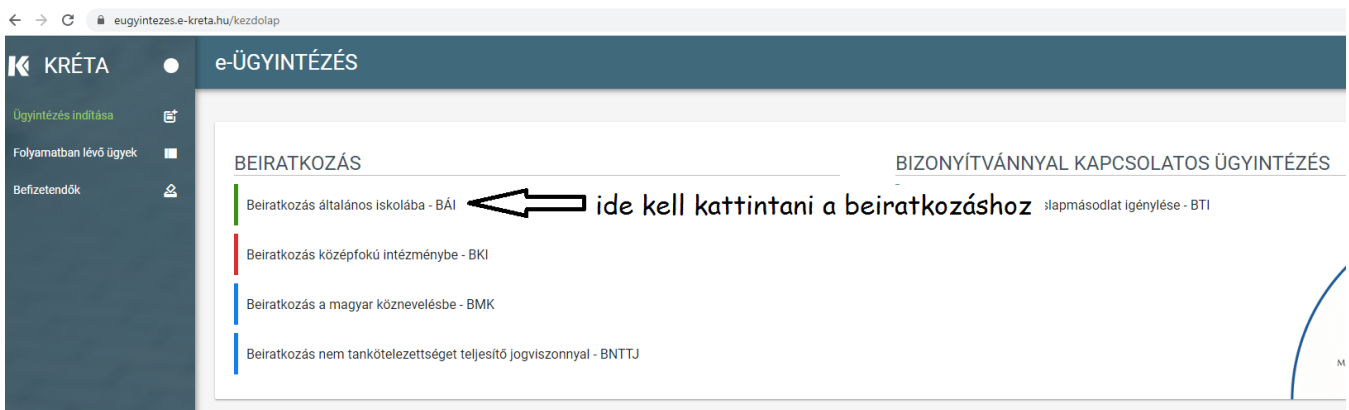 eugyintezes.e-kreta.hu/kezdolap
KRÉTA
e-ÜGYINTÉZÉS
Ügyintézés indítása
Folyamatban lévő ügyek
Befizetendők
BEIRATKOZÁS
Beiratkozás általános iskolába - BÁI
ide kell kattintani a beiratkozáshoz
Beiratkozás középfokú intézménybe - BKI
Beiratkozás a magyar köznevelésbe - BMK
Beiratkozás nem tankötelezettséget teljesítő jogviszonnyal - BNTTJ
BIZONYÍTVÁNNYAL KAPCSOLATOS ÜGYINTÉZÉS
igénylése - BTI